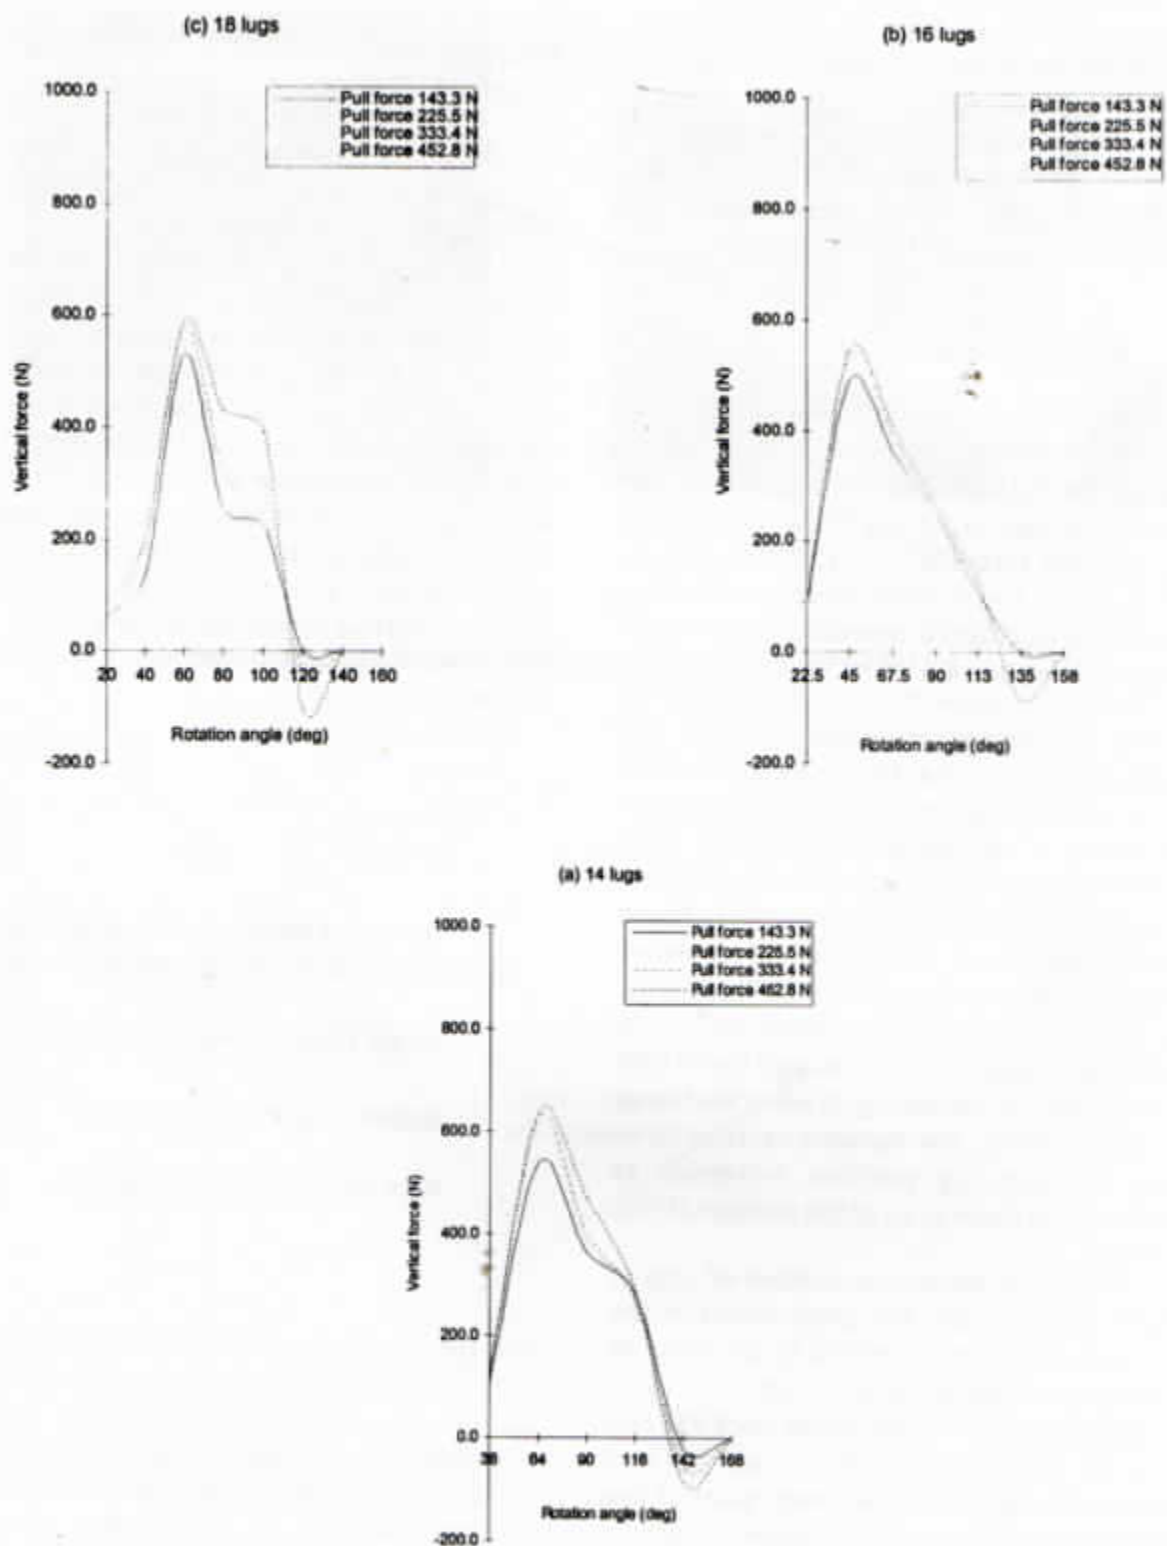 (c) 18 lugs
1000.0
800.0
600.0
400.0
200.0
0.0
-200.0
Vertical force (N)
Pull force 143.3 N
Pull force 225.5 N
Pull force 333.4 N
Pull force 452.8 N
20 40 60 80 100 120 140 160
Rotation angle (deg)
(b) 16 lugs
1000.0
800.0
600.0
400.0
200.0
0.0
-200.0
Vertical force (N)
Pull force 143.3 N
Pull force 225.5 N
Pull force 333.4 N
Pull force 452.8 N
22.5 45 67.5 90 113 135 158
Rotation angle (deg)
(a) 14 lugs
1000.0
800.0
600.0
400.0
200.0
0.0
-200.0
Vertical force (N)
Pull force 143.3 N
Pull force 225.5 N
Pull force 333.4 N
Pull force 452.8 N
38 64 90 116 142 168
Rotation angle (deg)